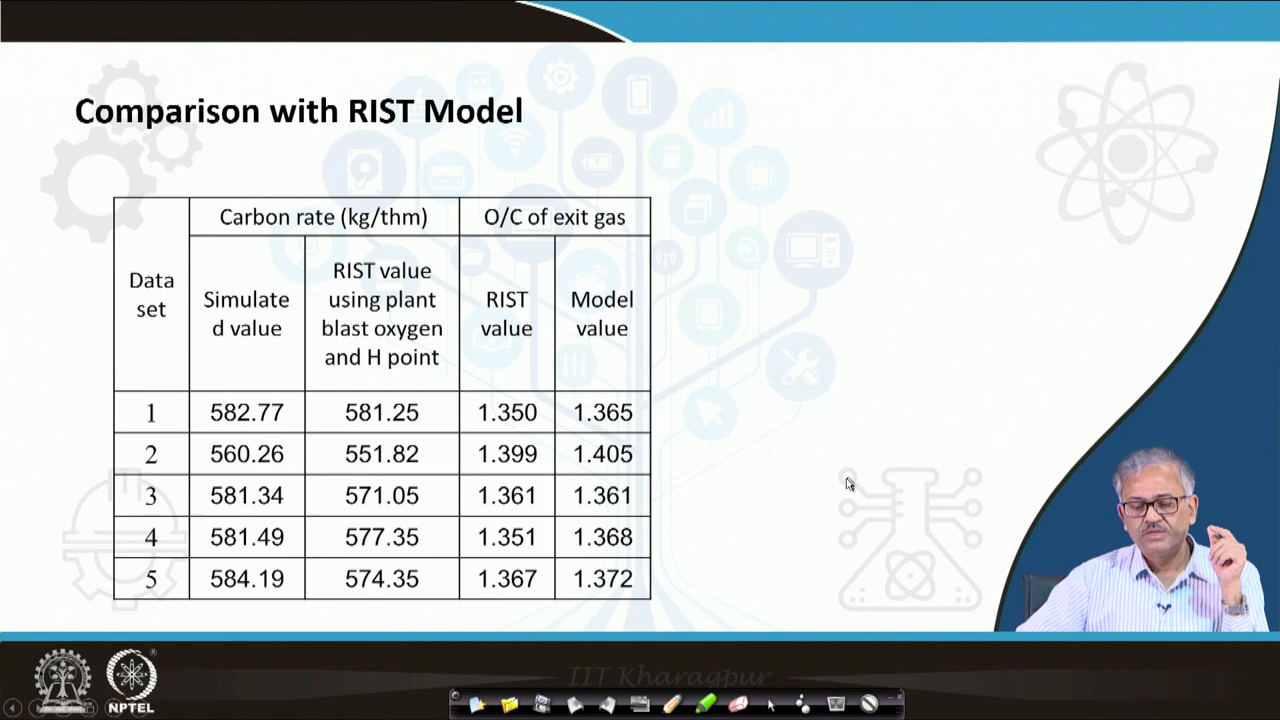 Comparison with RIST Model
Data set
Carbon rate (kg/thm)
O/C of exit gas
Simulate
d value
RIST value
using plant
blast oxygen
and H point
RIST
value
Model
value
1 582.77 581.25 1.350 1.365
2 560.26 551.82 1.399 1.405
3 581.34 571.05 1.361 1.361
4 581.49 577.35 1.351 1.368
5 584.19 574.35 1.367 1.372
IIT Kharagpur
NPTEL